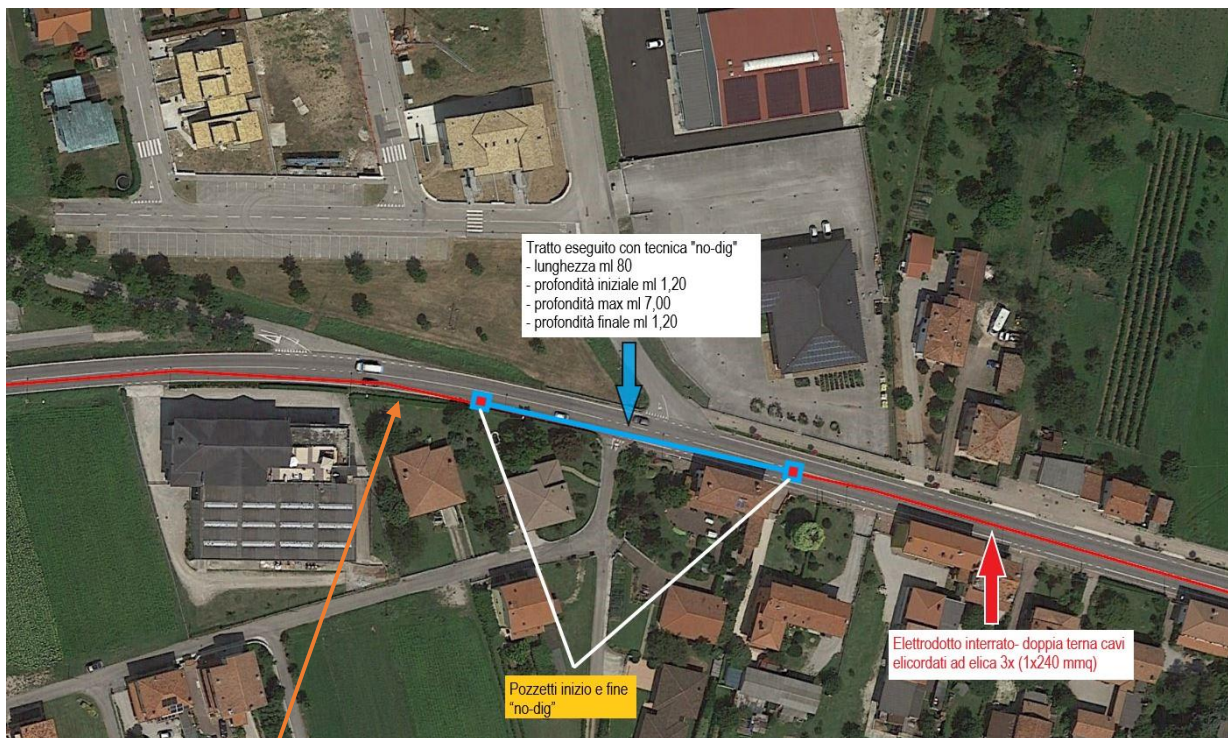 Tratto eseguito con tecnica "no-dig"
- lunghezza ml 80
- profondità iniziale ml 1,20
- profondità max ml 7,00
- profondità finale ml 1,20
Elettrodotto interrato- doppia terna cavi
elicordati ad elica 3x (1x240 mmq)
Pozzetti inizio e fine
“no-dig”